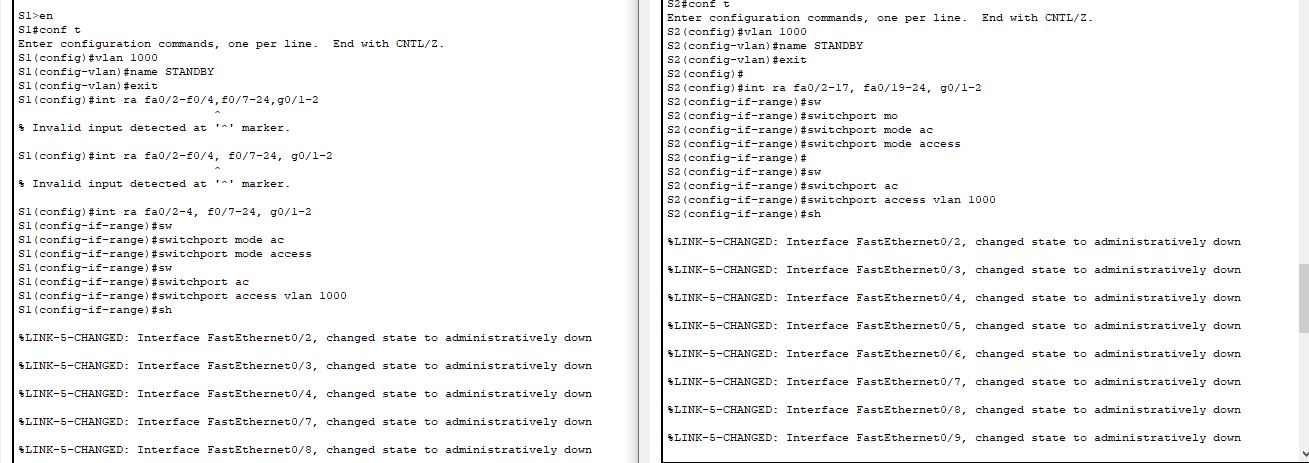 S1>en
S1#conf t
Enter configuration commands, one per line.  End with CNTL/Z.
S1(config)#vlan 1000
S1(config-vlan)#name STANDBY
S1(config-vlan)#exit
S1(config)#int ra fa0/2-f0/4,f0/7-24,g0/1-2
^
% Invalid input detected at '^' marker.
S1(config)#int ra fa0/2-f0/4, f0/7-24, g0/1-2
^
% Invalid input detected at '^' marker.
S1(config)#int ra fa0/2-4, f0/7-24, g0/1-2
S1(config-if-range)#sw
S1(config-if-range)#switchport mode ac
S1(config-if-range)#switchport mode access
S1(config-if-range)#sw
S1(config-if-range)#switchport ac
S1(config-if-range)#switchport access vlan 1000
S1(config-if-range)#sh
%LINK-5-CHANGED: Interface FastEthernet0/2, changed state to administratively down
%LINK-5-CHANGED: Interface FastEthernet0/3, changed state to administratively down
%LINK-5-CHANGED: Interface FastEthernet0/4, changed state to administratively down
%LINK-5-CHANGED: Interface FastEthernet0/7, changed state to administratively down
%LINK-5-CHANGED: Interface FastEthernet0/8, changed state to administratively down
S2#conf t
Enter configuration commands, one per line.  End with CNTL/Z.
S2(config)#vlan 1000
S2(config-vlan)#name STANDBY
S2(config-vlan)#exit
S2(config)#
S2(config)#int ra fa0/2-17, fa0/19-24, g0/1-2
S2(config-if-range)#sw
S2(config-if-range)#switchport mo
S2(config-if-range)#switchport mode ac
S2(config-if-range)#switchport mode access
S2(config-if-range)#
S2(config-if-range)#sw
S2(config-if-range)#switchport ac
S2(config-if-range)#switchport access vlan 1000
S2(config-if-range)#sh
%LINK-5-CHANGED: Interface FastEthernet0/2, changed state to administratively down
%LINK-5-CHANGED: Interface FastEthernet0/3, changed state to administratively down
%LINK-5-CHANGED: Interface FastEthernet0/4, changed state to administratively down
%LINK-5-CHANGED: Interface FastEthernet0/5, changed state to administratively down
%LINK-5-CHANGED: Interface FastEthernet0/6, changed state to administratively down
%LINK-5-CHANGED: Interface FastEthernet0/7, changed state to administratively down
%LINK-5-CHANGED: Interface FastEthernet0/8, changed state to administratively down
%LINK-5-CHANGED: Interface FastEthernet0/9, changed state to administratively down